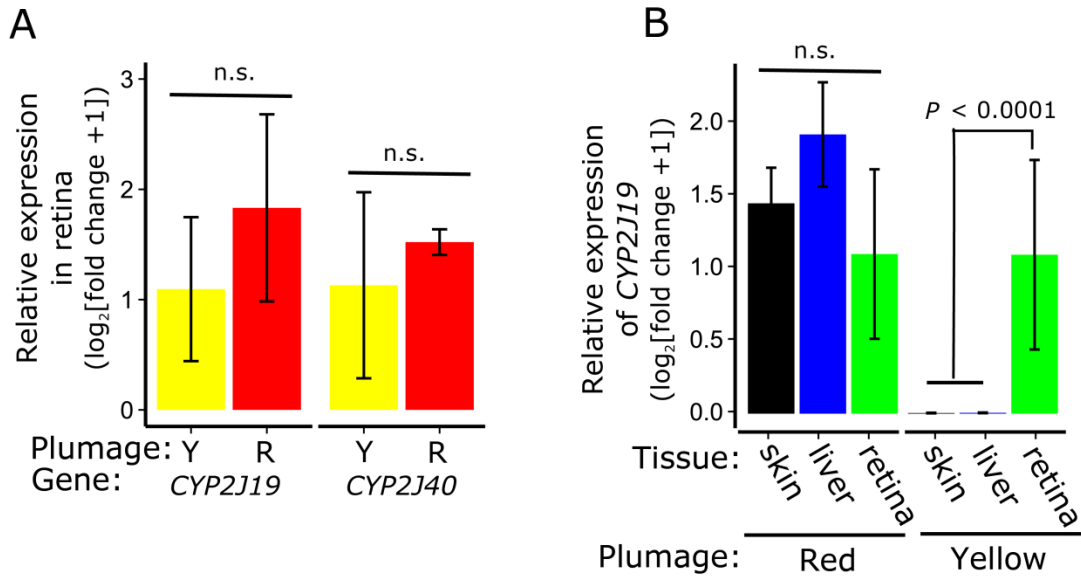 A
Relative expression
in retina
(log2[fold change +1])
3
2
1
0
n.s.
n.s.
Plumage: Y R Y R
Gene: CYP2J19 CYP2J40
B
Relative expression
of CYP2J19
(log2[fold change +1])
2.0
1.5
1.0
0.5
0.0
n.s.
P < 0.0001
Tissue: skin liver retina skin liver retina
Plumage: Red Yellow